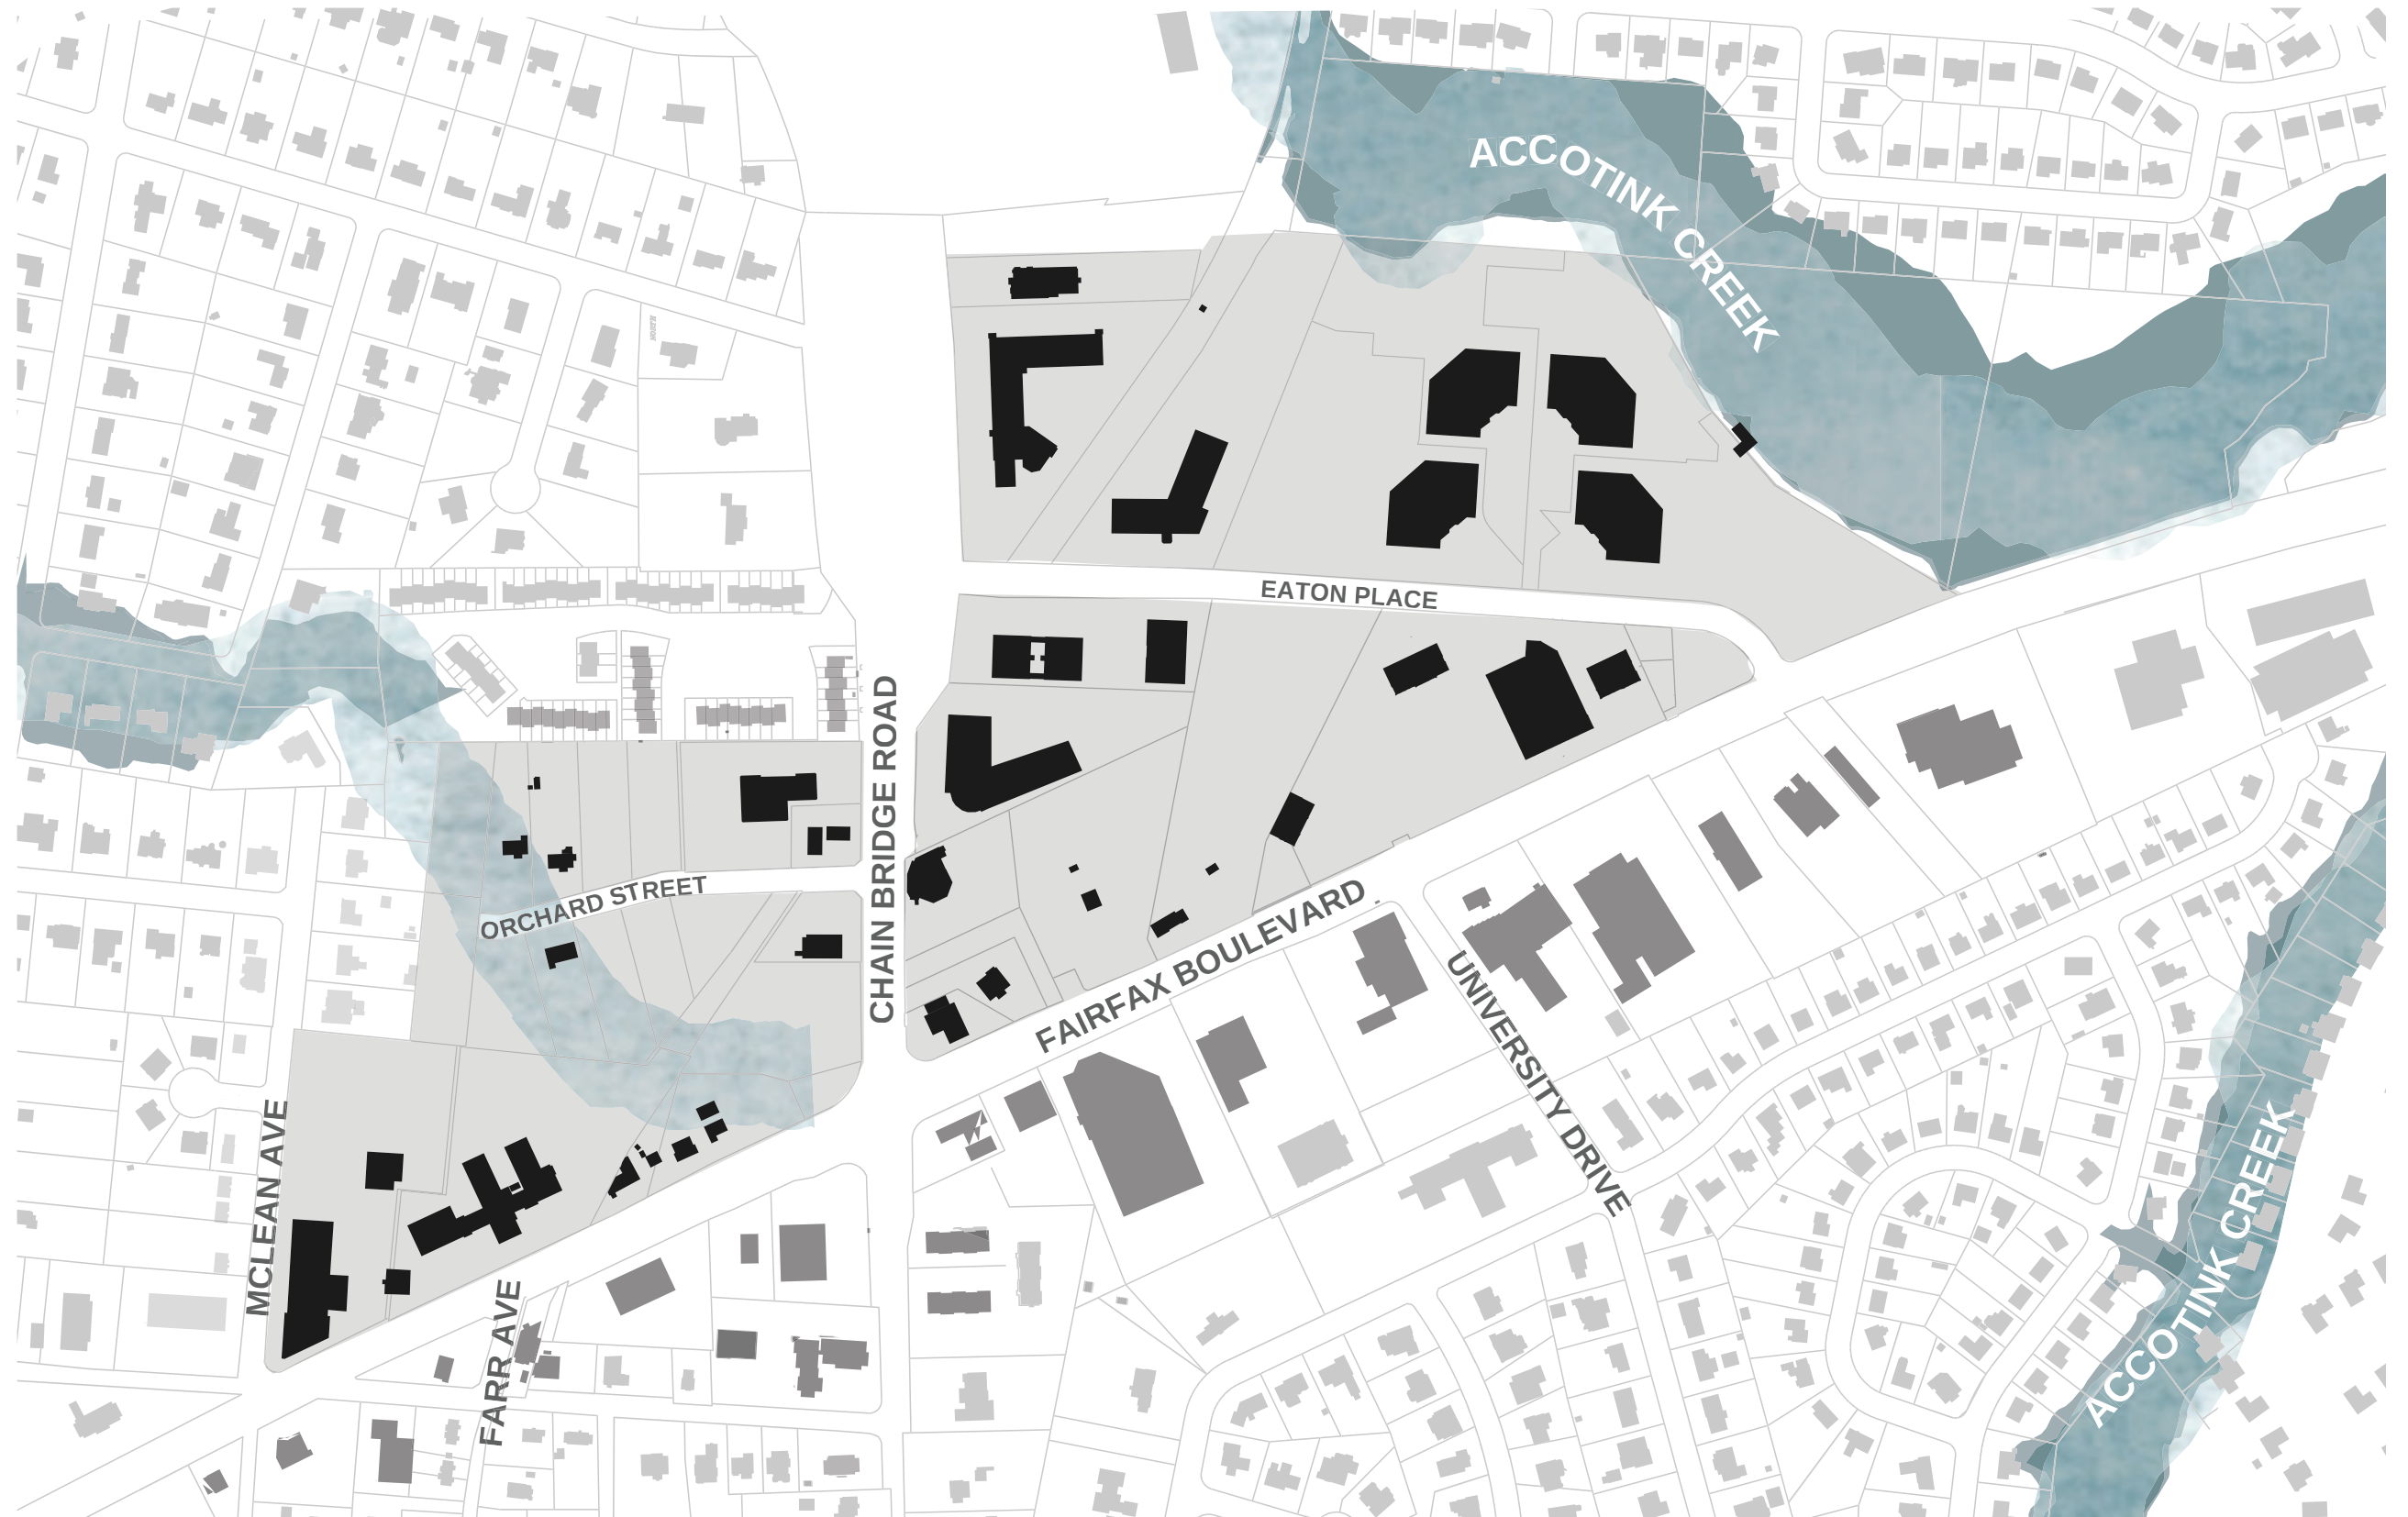 ACCOTINK CREEK
EATON PLACE
CHAIN BRIDGE ROAD
ORCHARD STREET
FAIRFAX BOULEVARD
UNIVERSITY DRIVE
MCLEAN AVE
FARR AVE
ACCOTINK CREEK